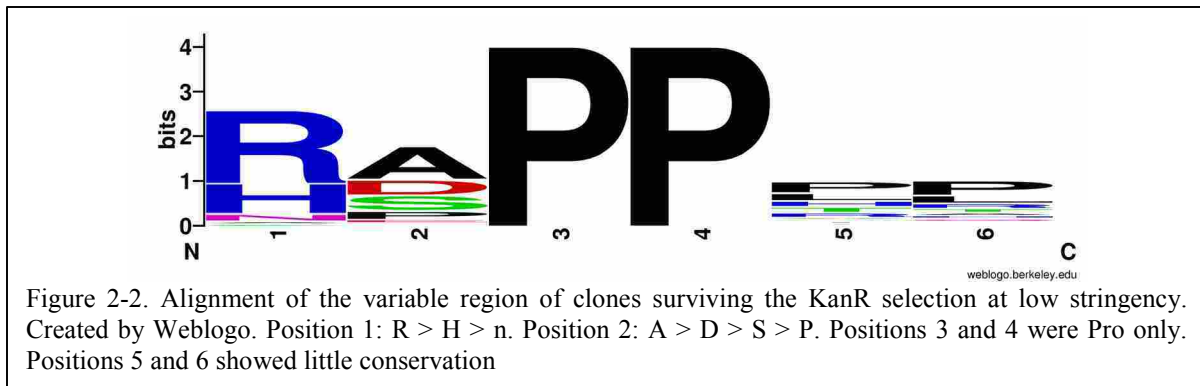 4
3
2
1
0
bits
R
H
N
A
D
S
P
P
P
P
L
P
L
1
2
3
4
5
6
N
C
weblogo.berkeley.edu
Figure 2-2. Alignment of the variable region of clones surviving the KanR selection at low stringency.
Created by Weblogo. Position 1: R > H > n. Position 2: A > D > S > P. Positions 3 and 4 were Pro only.
Positions 5 and 6 showed little conservation